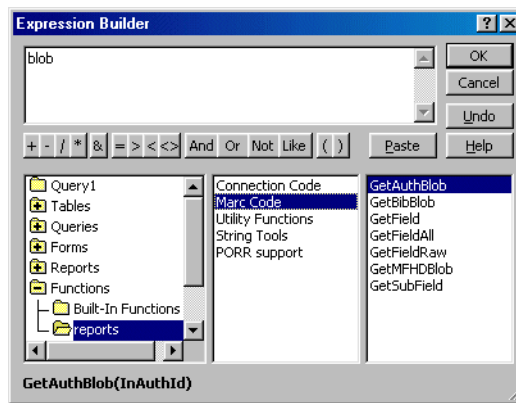 Expression Builder
blob
OK
Cancel
Undo
+ - / * & = > < <> And Or Not Like ( )
Paste
Help
Query1
Tables
Queries
Forms
Reports
Functions
Built-In Functions
reports
Connection Code
Marc Code
Utility Functions
String Tools
PORR support
GetAuthBlob
GetBibBlob
GetField
GetFieldAll
GetFieldRaw
GetMFHDBlob
GetSubField
GetAuthBlob(InAuthId)